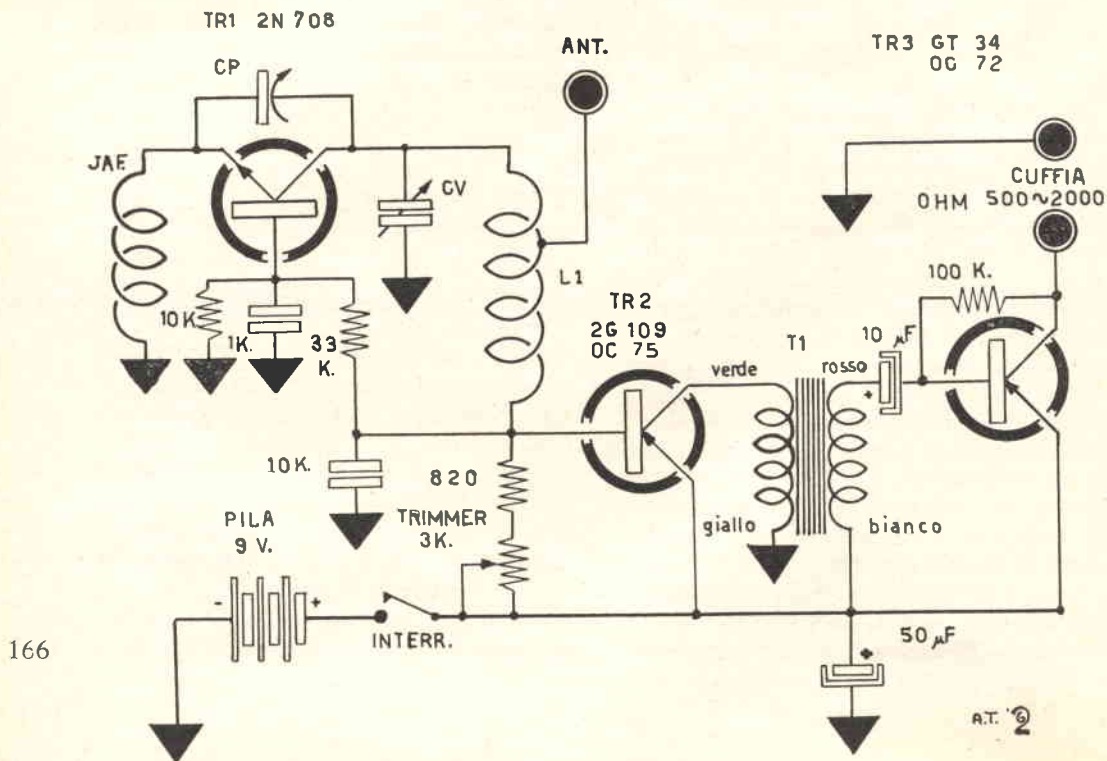 TR1 2N 708
CP
ANT.
TR3 GT 34
OC 72
JAF.
CV
CUFFIA
OHM 500~2000
10K
1K.
33
K.
L1
100 K.
TR2
2G 109
OC 75
T1
10 µF
verde
rosso
+
10K.
820
TRIMMER
3K.
giallo
bianco
PILA
9 V.
- +
INTERR.
50 µF
+
166